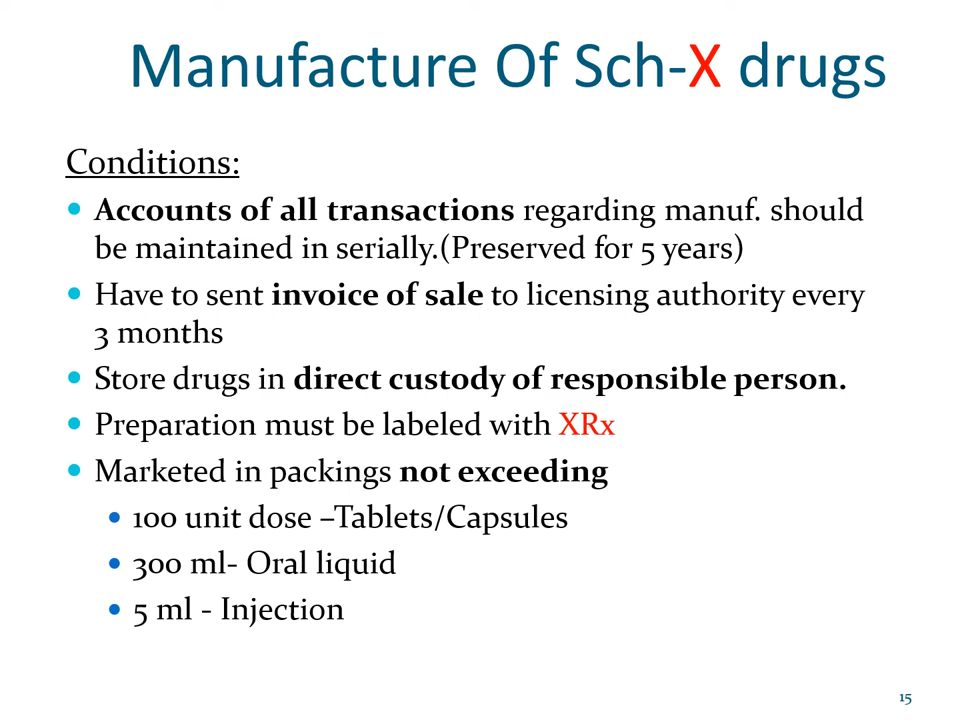 Manufacture Of Sch-X drugs
Conditions:
Accounts of all transactions regarding manuf. should
be maintained in serially.(Preserved for 5 years)
Have to sent invoice of sale to licensing authority every
3 months
Store drugs in direct custody of responsible person.
Preparation must be labeled with XRx
Marketed in packings not exceeding
100 unit dose –Tablets/Capsules
300 ml- Oral liquid
5 ml - Injection
15